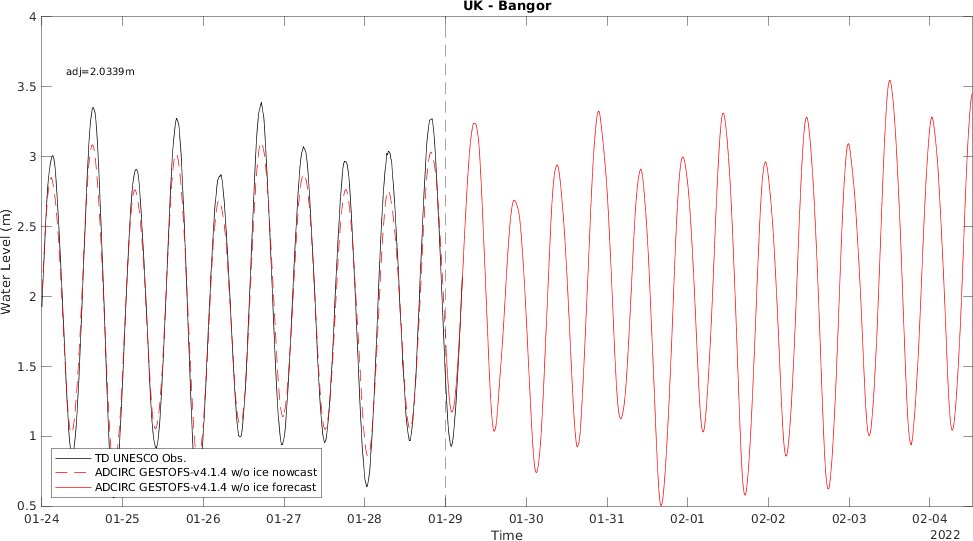 UK - Bangor
adj=2.0339m
Water Level (m)
4
3.5
3
2.5
2
1.5
1
0.5
TD UNESCO Obs.
ADCIRC GESTOFS-v4.1.4 w/o ice nowcast
ADCIRC GESTOFS-v4.1.4 w/o ice forecast
01-24 01-25 01-26 01-27 01-28 01-29 01-30 01-31 02-01 02-02 02-03 02-04
Time
2022